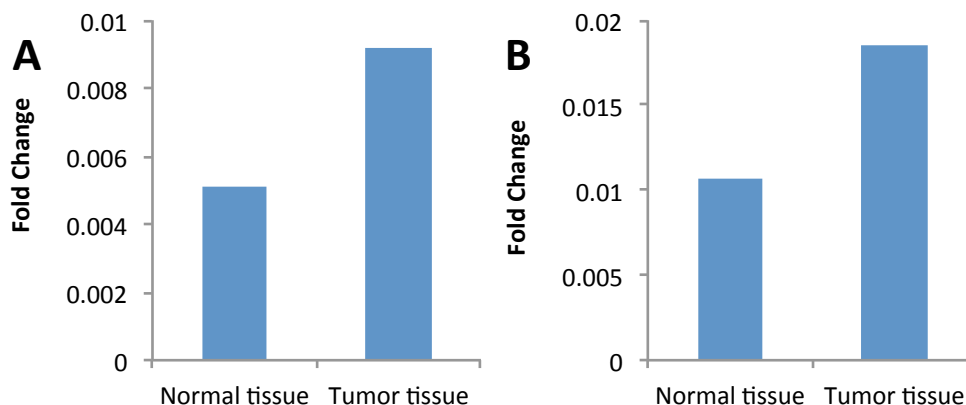 A
Fold Change
0.01
0.008
0.006
0.004
0.002
0
Normal tissue
Tumor tissue
B
Fold Change
0.02
0.015
0.01
0.005
0
Normal tissue
Tumor tissue